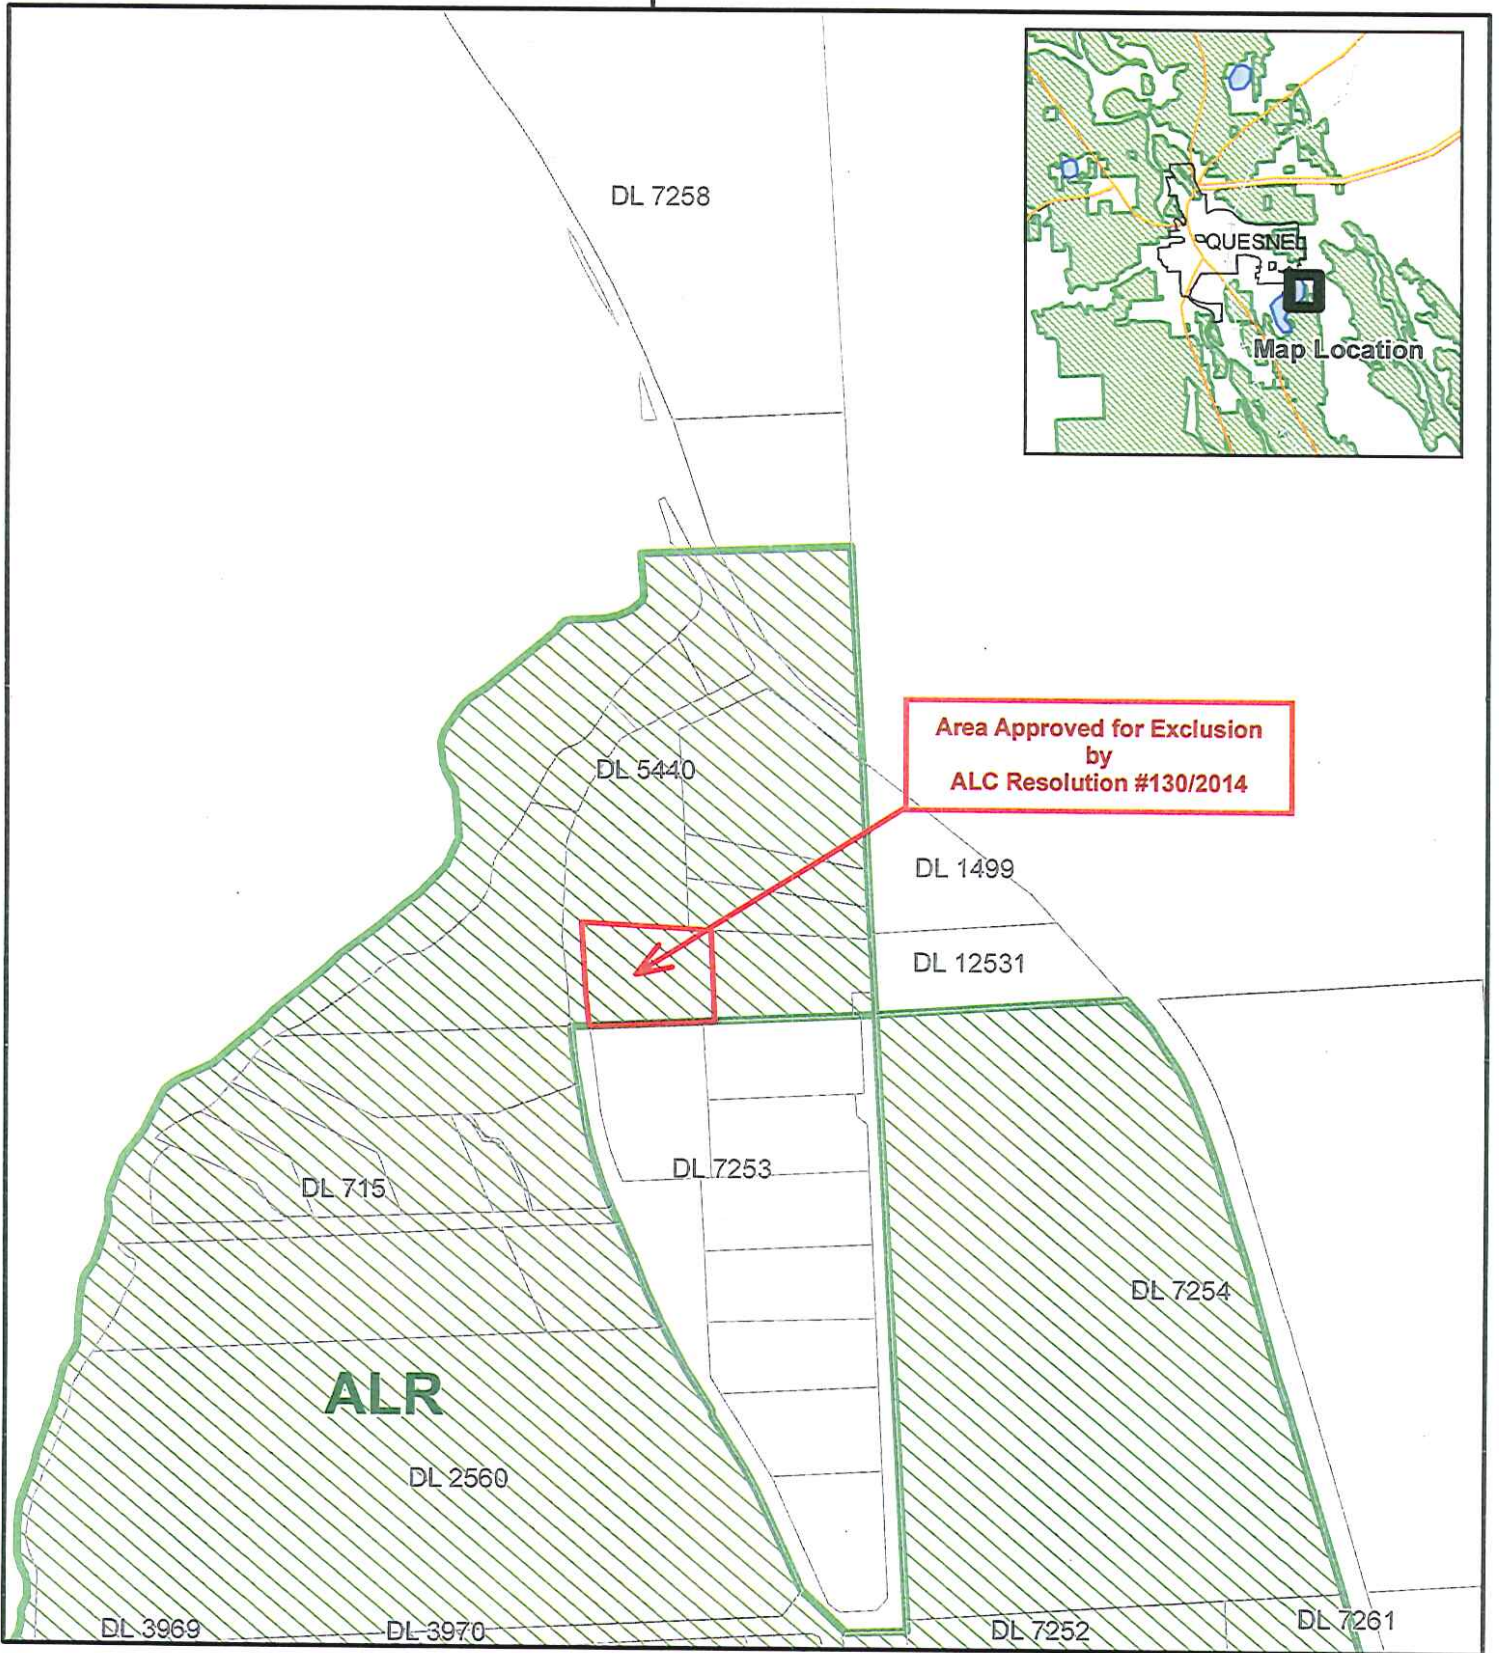 DL 7258
QUESNEL
Map Location
Area Approved for Exclusion
by
ALC Resolution #130/2014
DL 5440
DL 1499
DL 12531
DL 7253
DL 715
DL 7254
ALR
DL 2560
DL 3969
DL 3970
DL 7252
DL 7261